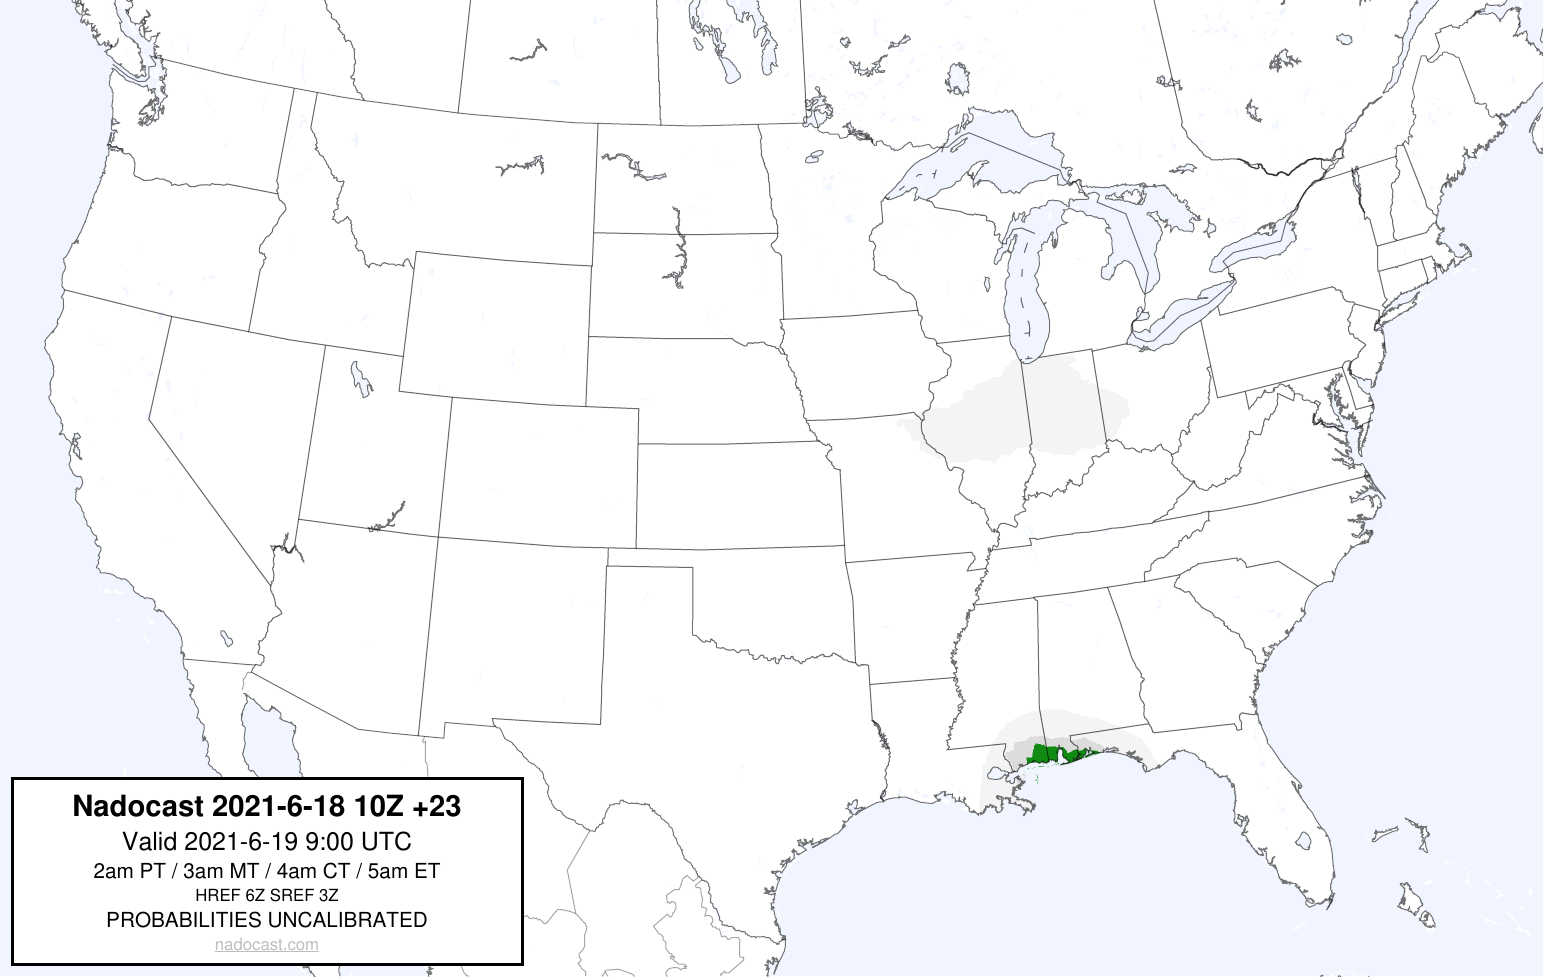 Nadocast 2021-6-18 10Z +23
Valid 2021-6-19 9:00 UTC
2am PT / 3am MT / 4am CT / 5am ET
HREF 6Z SREF 3Z
PROBABILITIES UNCALIBRATED
nadocast.com